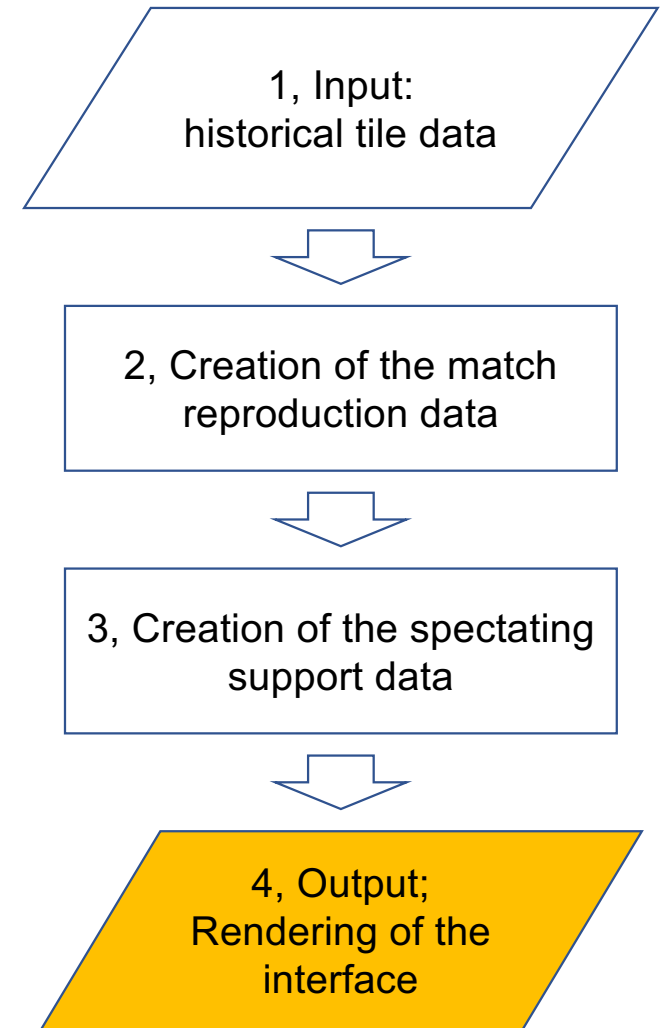 1, Input:
historical tile data
2, Creation of the match
reproduction data
3, Creation of the spectating
support data
4, Output;
Rendering of the
interface